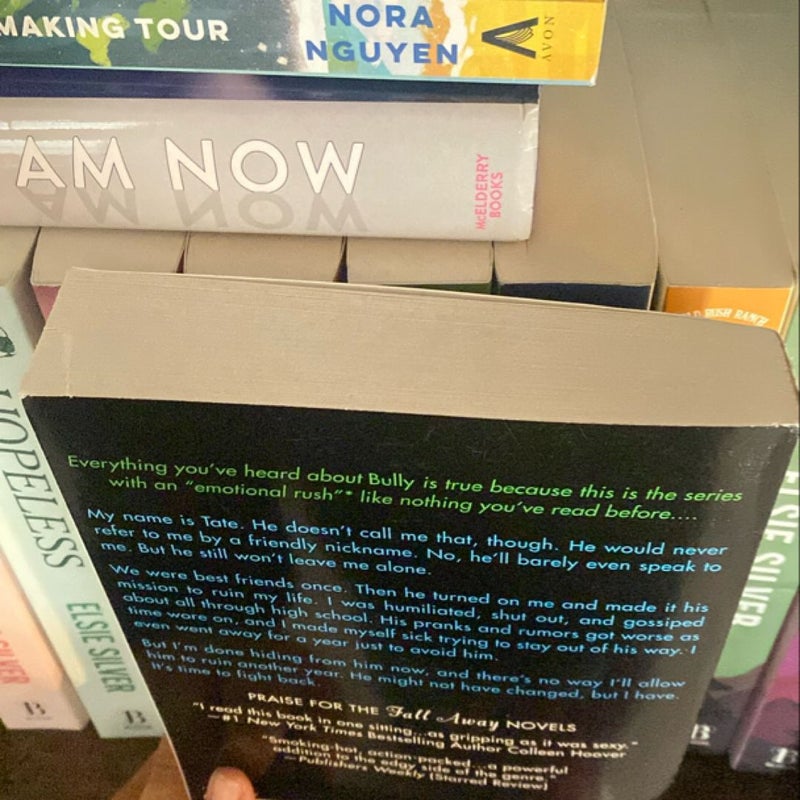 MAKING TOUR
NORA
NGUYEN
NOAV
AM NOW
McELDERRY
BOOKS
RUSH RANCH
HOPELESS
ELSIE SILVER
SILVER
ELSIE SILVER
Everything you've heard about Bully is true because this is the series
with an "emotional rush"* like nothing you've read before....
My name is Tate. He doesn't call me that, though. He would never
refer to me by a friendly nickname. No, he'll barely even speak to
me. But he still won't leave me alone.
We were best friends once. Then he turned on me and made it his
mission to ruin my life. I was humiliated, shut out, and gossiped
about all through high school. His pranks and rumors got worse as
time wore on, and I made myself sick trying to stay out of his way. I
even went away for a year just to avoid him.
But I'm done hiding from him now, and there's no way I'll allow
him to ruin another year. He might not have changed, but I have.
It's time to fight back
PRAISE FOR THE Fall Away NOVELS
"I read this book in one sitting...as gripping as it was sexy."
—#1 New York Times Bestselling Author Colleen Hoover
"Smoking-hot, action-packed...a powerful
addition to the edgy side of the genre."
—Publishers Weekly (Starred Review)